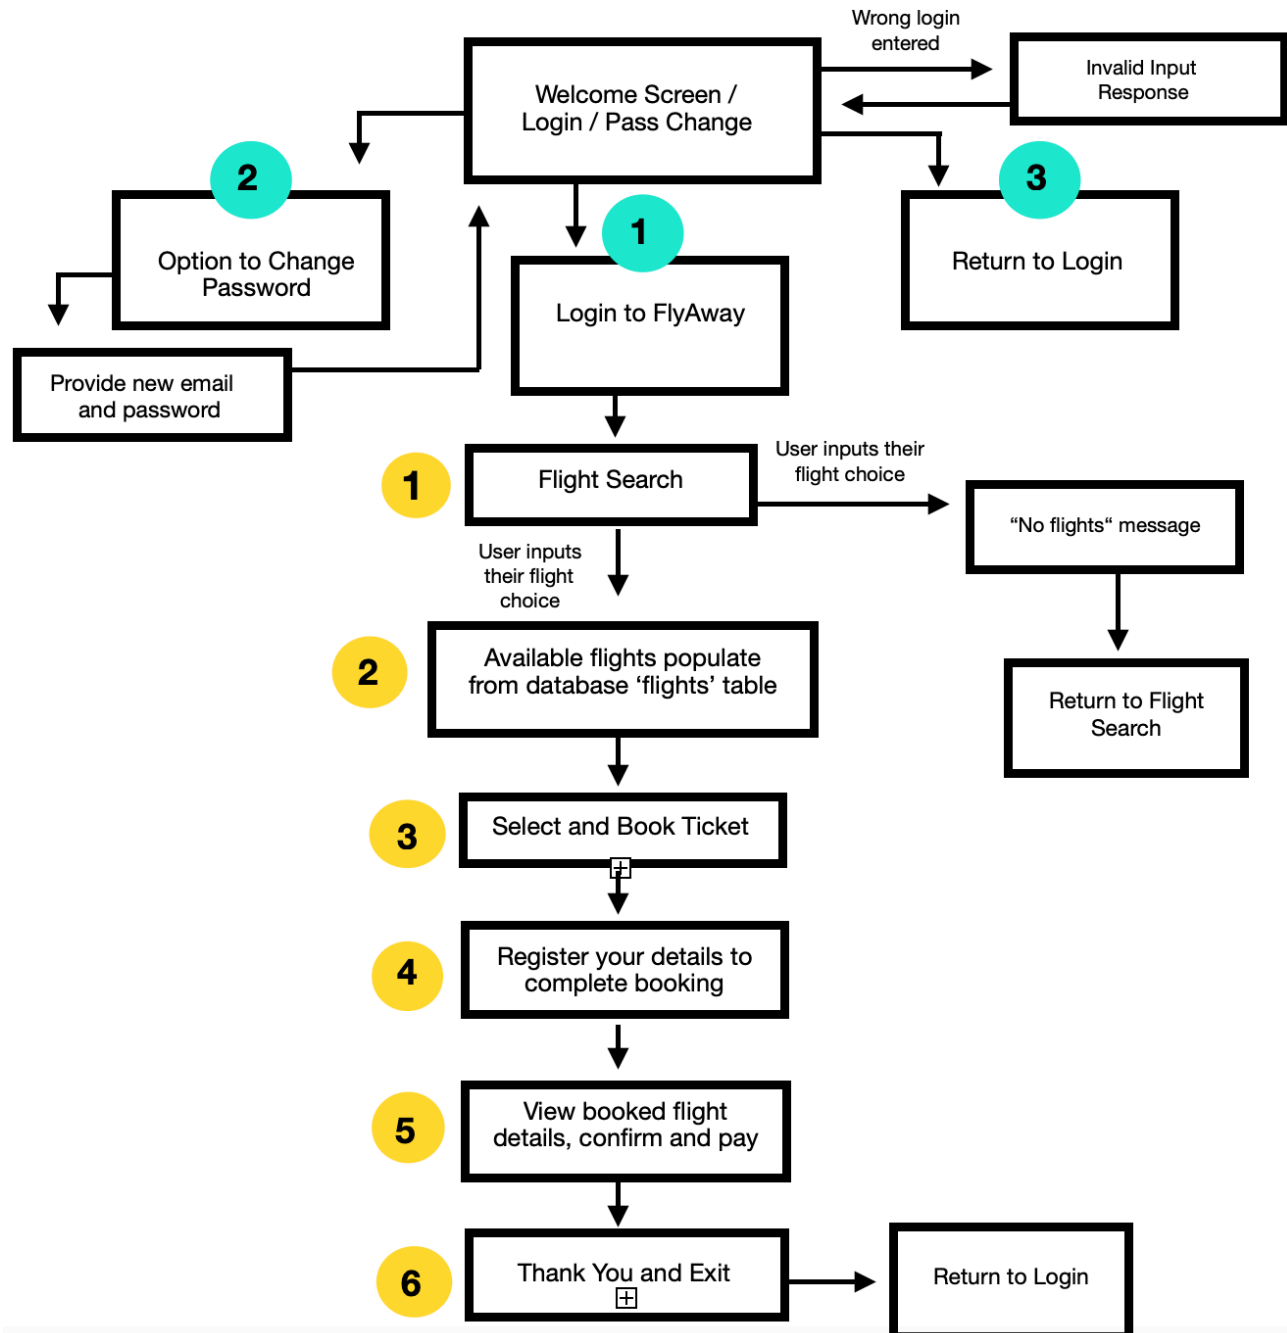 Wrong login
entered
Welcome Screen /
Login / Pass Change
Invalid Input
Response
2
Option to Change
Password
1
Login to FlyAway
3
Return to Login
Provide new email
and password
1
Flight Search
User inputs their
flight choice
“No flights“ message
User inputs
their flight
choice
2
Available flights populate
from database ‘flights’ table
Return to Flight
Search
3
Select and Book Ticket
4
Register your details to
complete booking
5
View booked flight
details, confirm and pay
6
Thank You and Exit
Return to Login